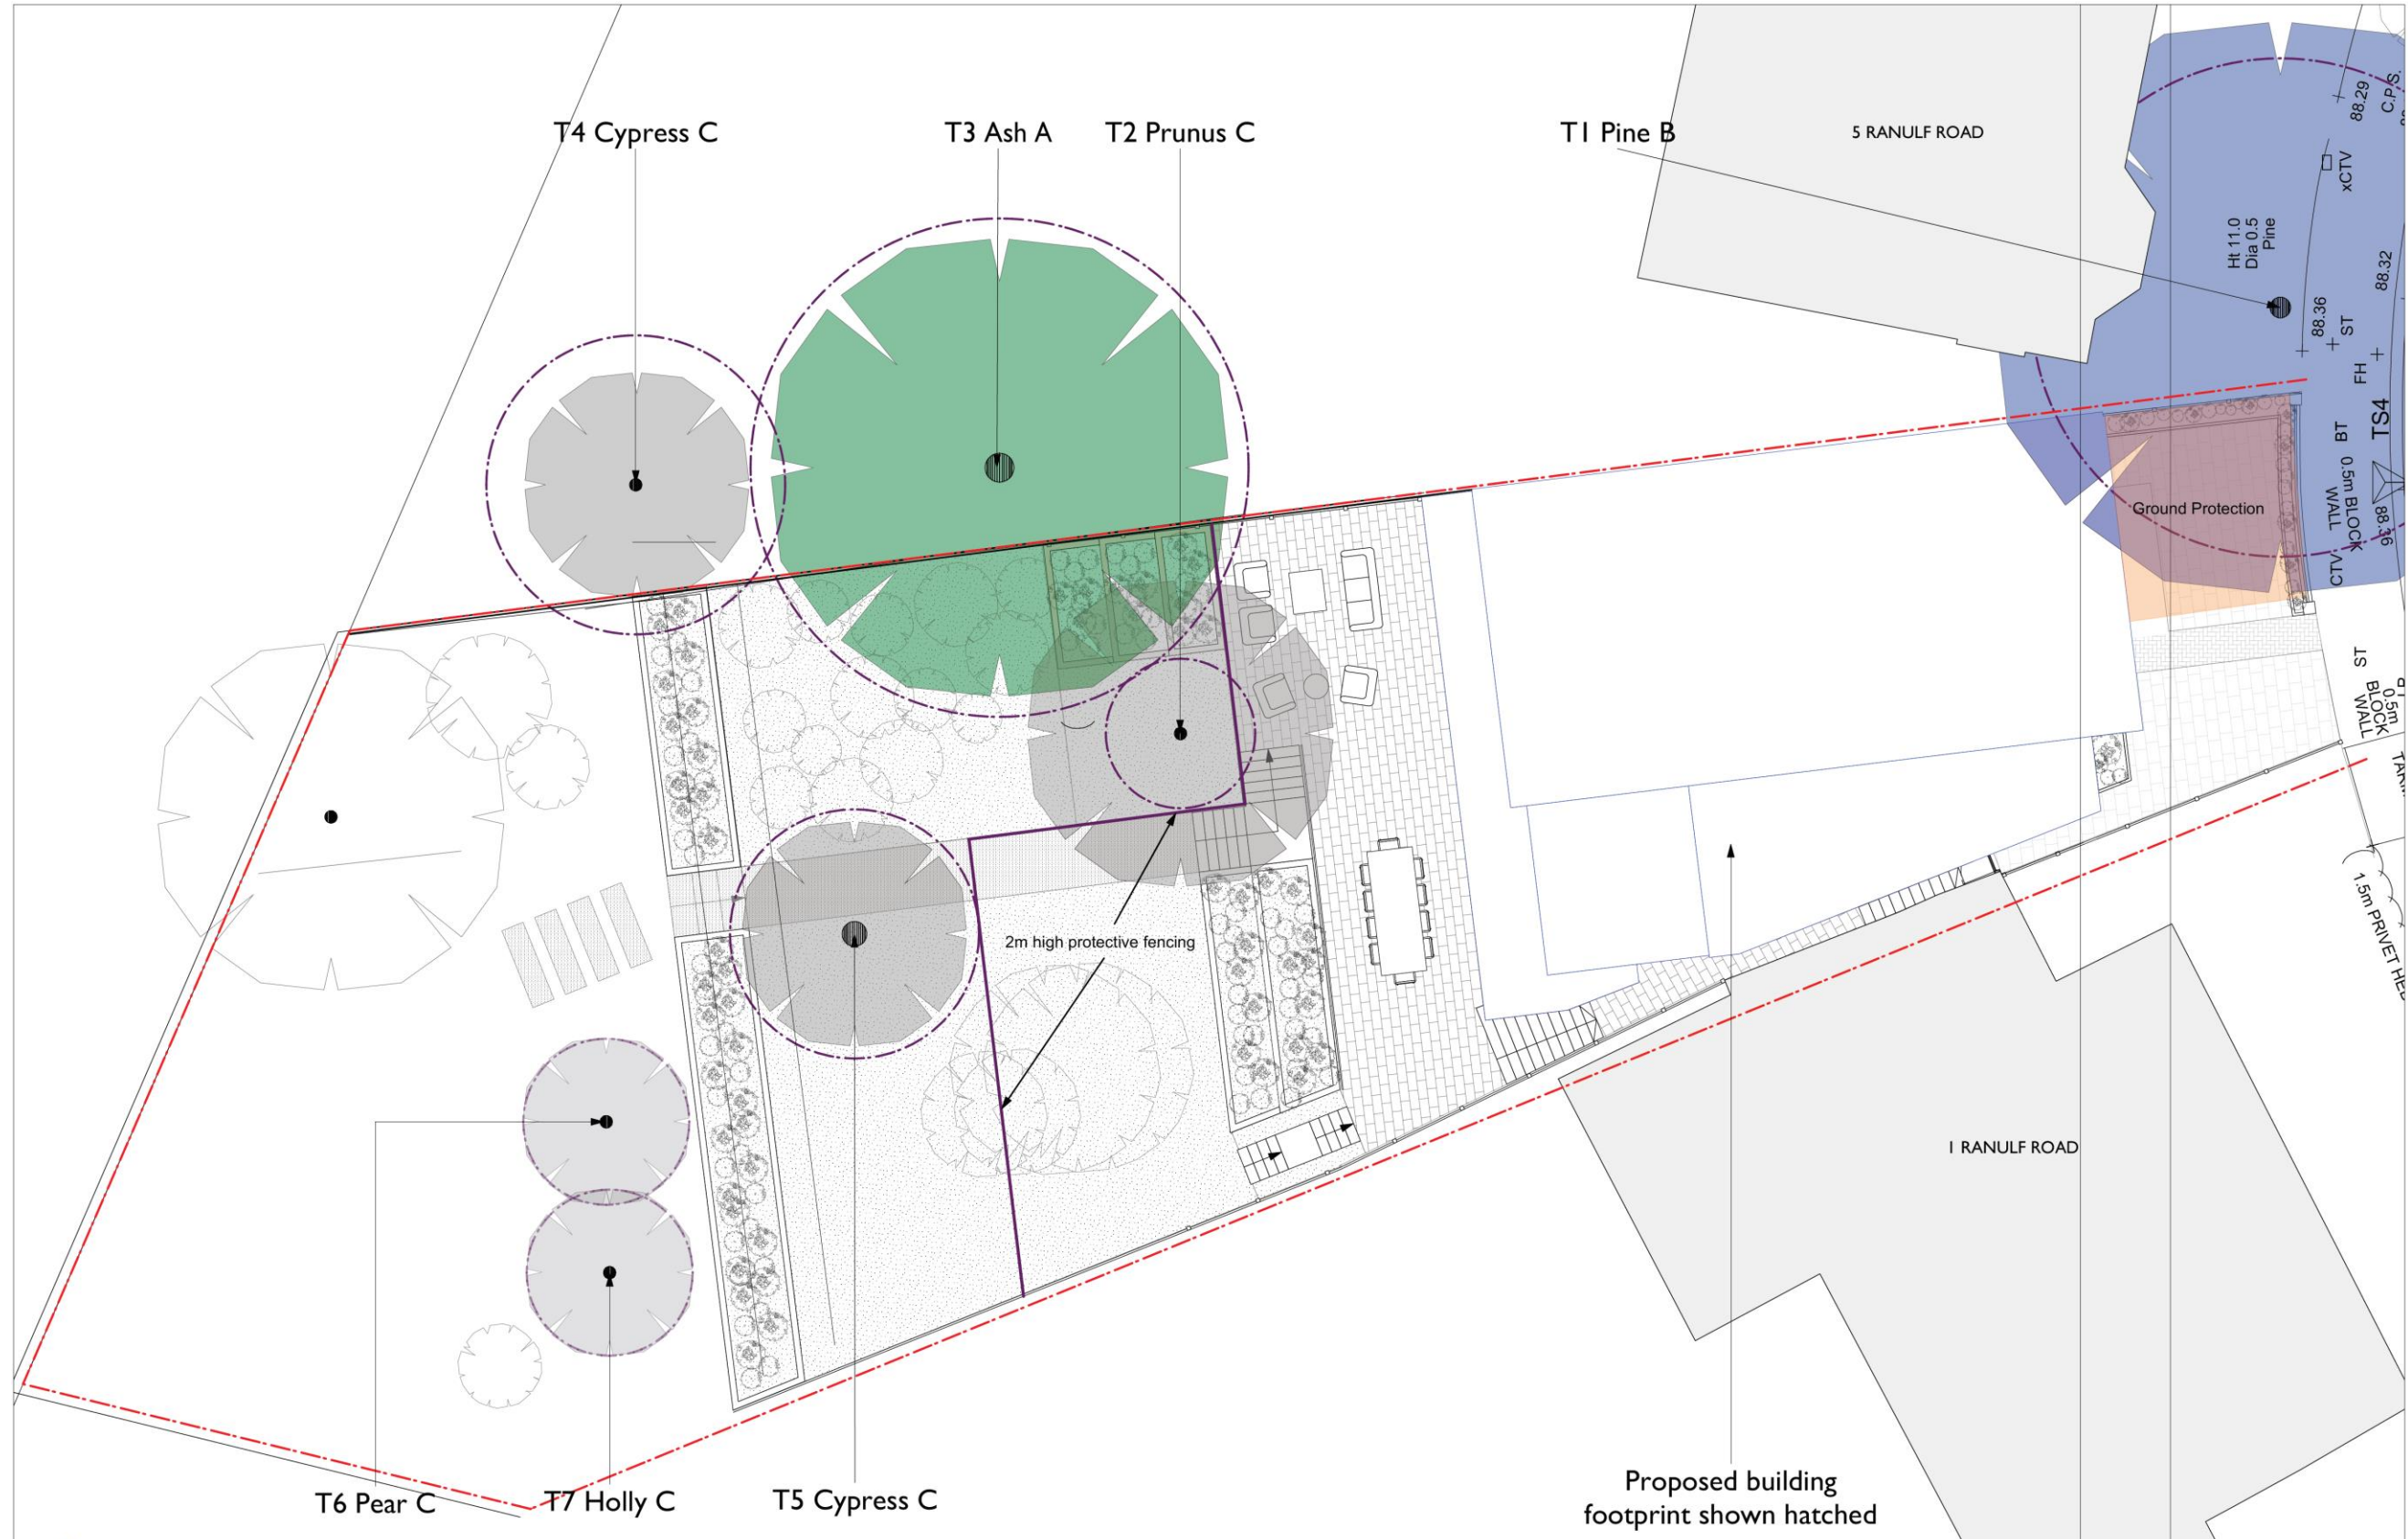 T4 Cypress C
T3 Ash A
T2 Prunus C
T1 Pine B
5 RANULF ROAD
88.29
C.P.S.
xCTV
Ht 11.0
Dia 0.5
Pine
88.32
88.36
ST
FH
TS4
BT
0.5m BLOCK
WALL
88.36
CTV
Ground Protection
ST
0.5m
BLOCK
WALL
1.5m PRIVET
2m high protective fencing
1 RANULF ROAD
T6 Pear C
T7 Holly C
T5 Cypress C
Proposed building
footprint shown hatched